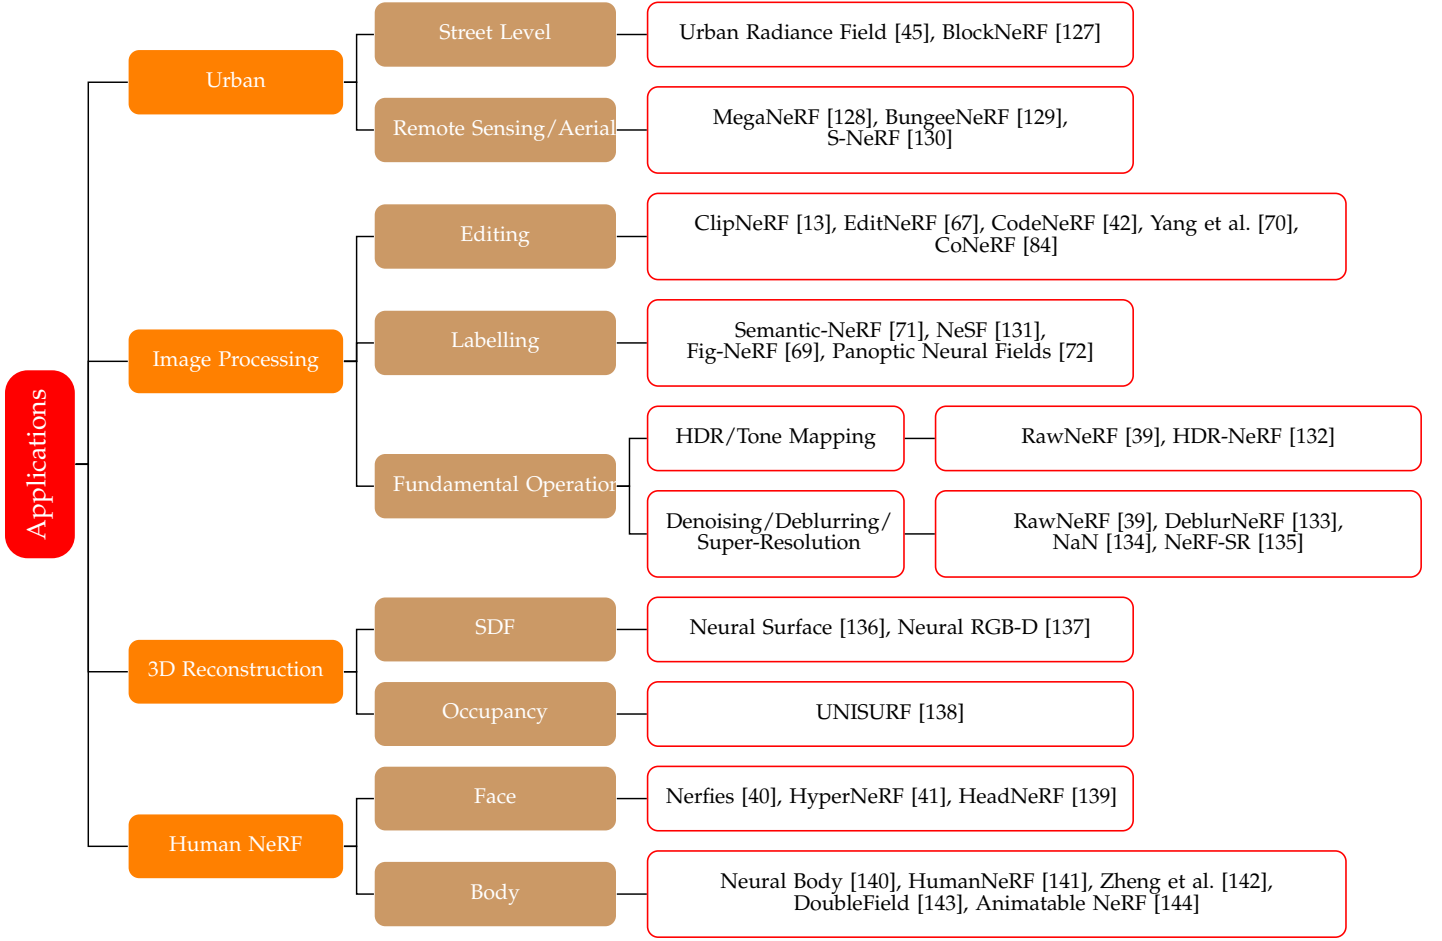 Applications
Urban
Street Level
Urban Radiance Field [45], BlockNeRF [127]
Remote Sensing/Aerial
MegaNeRF [128], BungeeNeRF [129],
S-NeRF [130]
Image Processing
Editing
ClipNeRF [13], EditNeRF [67], CodeNeRF [42], Yang et al. [70],
CoNeRF [84]
Labelling
Semantic-NeRF [71], NeSF [131],
Fig-NeRF [69], Panoptic Neural Fields [72]
Fundamental Operation
HDR/Tone Mapping
RawNeRF [39], HDR-NeRF [132]
Denoising/Deblurring/
Super-Resolution
RawNeRF [39], DeblurNeRF [133],
NaN [134], NeRF-SR [135]
3D Reconstruction
SDF
Neural Surface [136], Neural RGB-D [137]
Occupancy
UNISURF [138]
Human NeRF
Face
Nerfies [40], HyperNeRF [41], HeadNeRF [139]
Body
Neural Body [140], HumanNeRF [141], Zheng et al. [142],
DoubleField [143], Animatable NeRF [144]